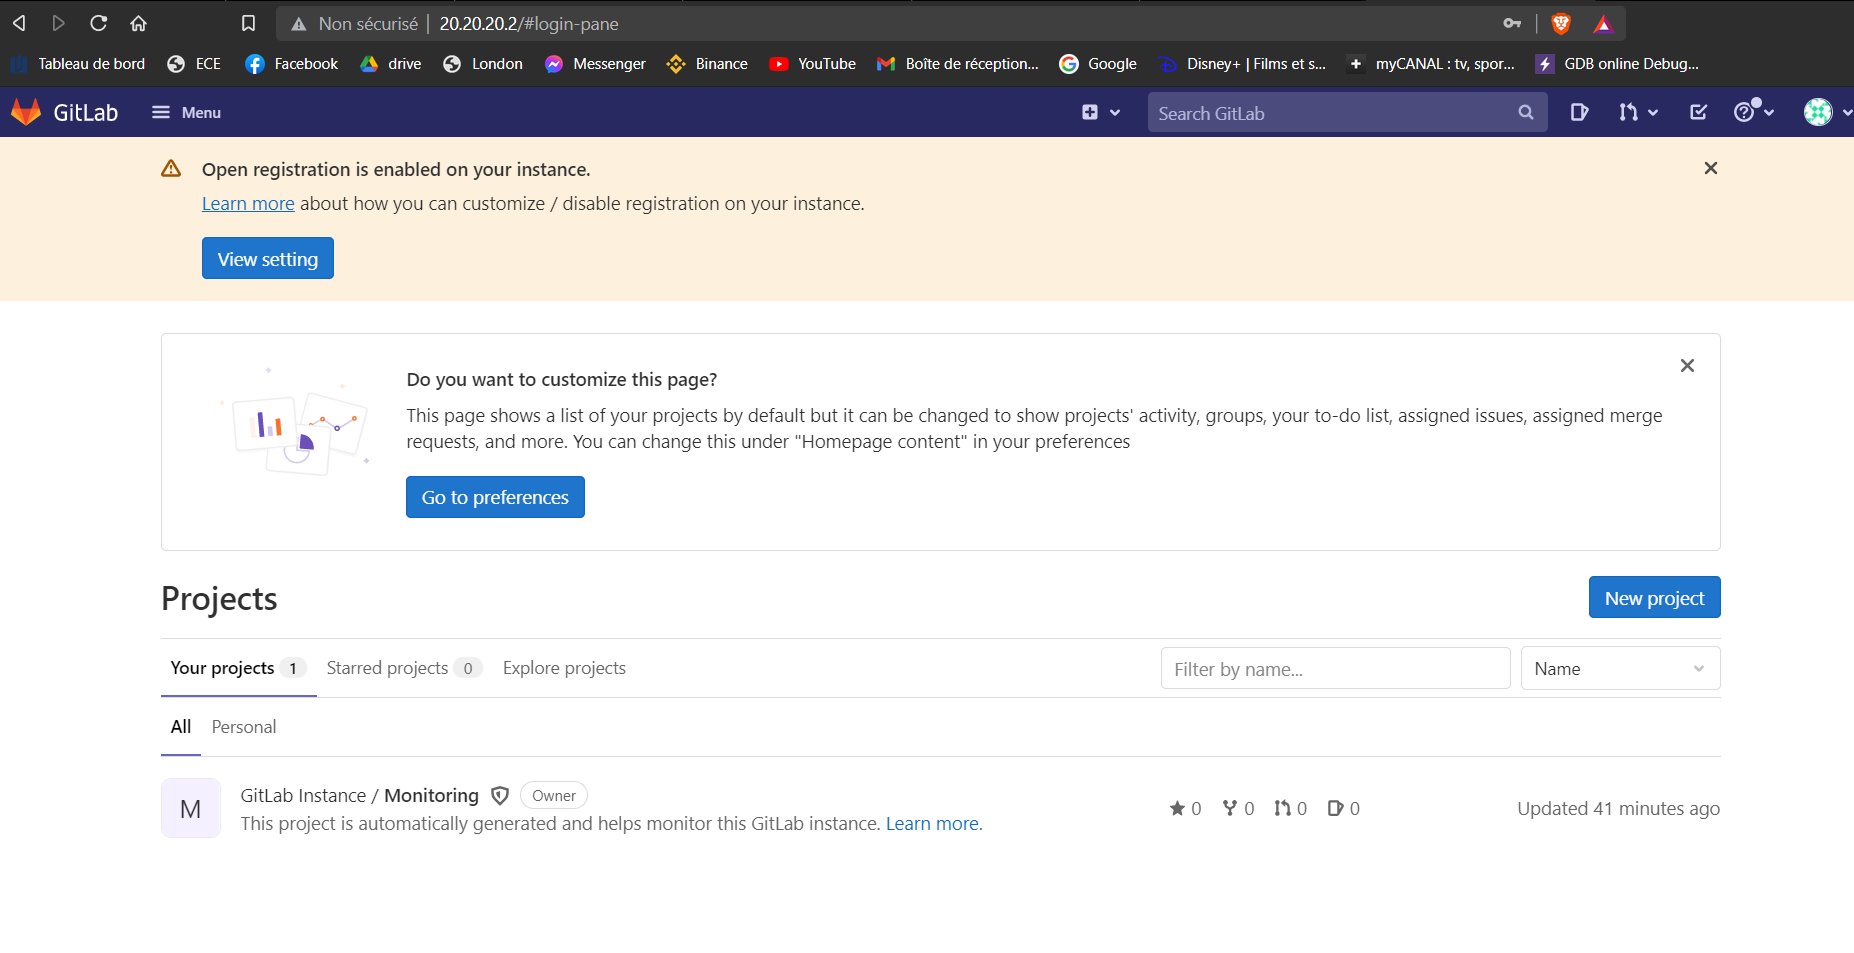 Non sécurisé | 20.20.20.2/#login-pane
Tableau de bord ECE Facebook drive London Messenger Binance YouTube Boîte de réception... Google Disney+ | Films et s... myCANAL : tv, spor... GDB online Debug...
GitLab Menu Search GitLab
Open registration is enabled on your instance.
Learn more about how you can customize / disable registration on your instance.
View setting
Do you want to customize this page?
This page shows a list of your projects by default but it can be changed to show projects' activity, groups, your to-do list, assigned issues, assigned merge
requests, and more. You can change this under "Homepage content" in your preferences
Go to preferences
Projects New project
Your projects 1 Starred projects 0 Explore projects Filter by name... Name
All Personal
M
GitLab Instance / Monitoring Owner
This project is automatically generated and helps monitor this GitLab instance. Learn more.
0 0 0 0 Updated 41 minutes ago